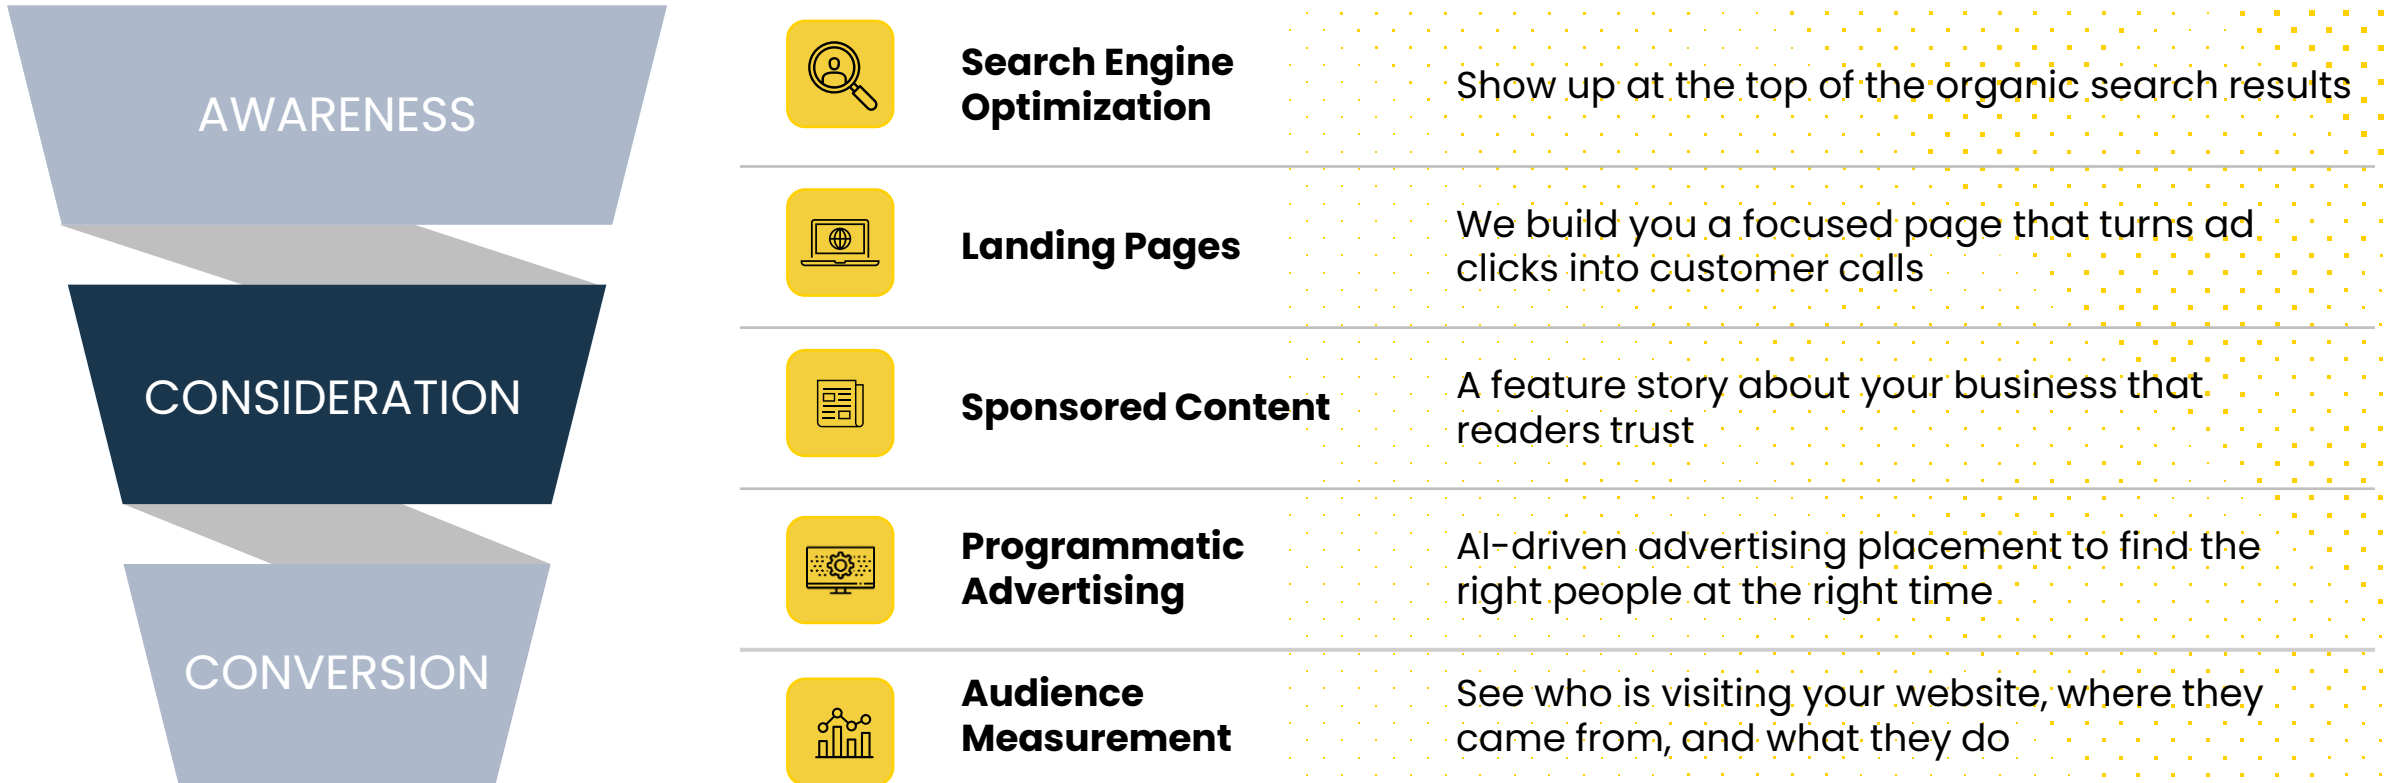 AWARENESS
CONSIDERATION
CONVERSION
Search Engine
Optimization
Show up at the top of the organic search results
Landing Pages
We build you a focused page that turns ad
clicks into customer calls
Sponsored Content
A feature story about your business that
readers trust
Programmatic
Advertising
AI-driven advertising placement to find the
right people at the right time
Audience
Measurement
See who is visiting your website, where they
came from, and what they do